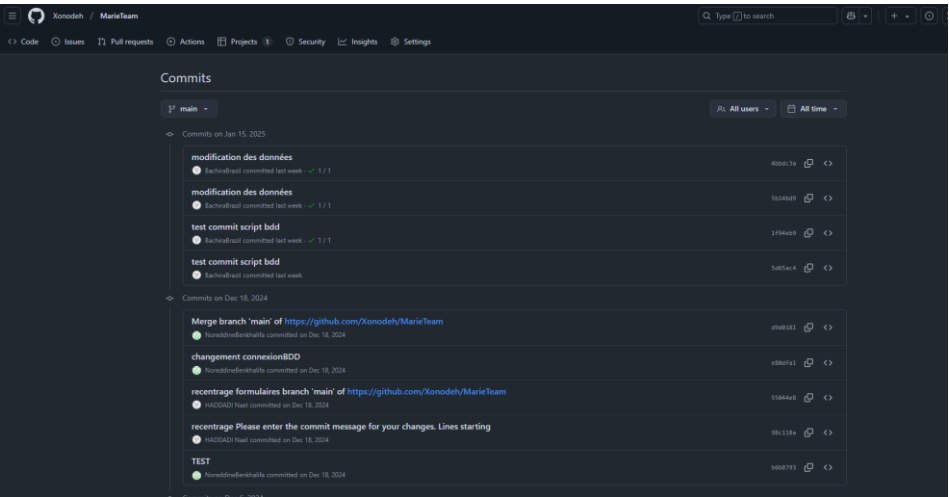 Xonodeh / MarieTeam
Type / to search
Code Issues Pull requests Actions Projects 1 Security Insights Settings
Commits
main
All users All time
Commits on Jan 15, 2025
modification des données
4bbdc3a
BachiraBrazil committed last week · ✓ 1 / 1
modification des données
BachiraBrazil committed last week · ✓ 1 / 1
test commit script bdd
1f94eb9
BachiraBrazil committed last week · ✓ 1 / 1
test commit script bdd
5d65ac4
BachiraBrazil committed last week
Commits on Dec 18, 2024
Merge branch 'main' of https://github.com/Xonodeh/MarieTeam
NoreddineBenkhalifa committed on Dec 18, 2024
changement connexionBDD
NoreddineBenkhalifa committed on Dec 18, 2024
recentrage formulaires branch 'main' of https://github.com/Xonodeh/MarieTeam
HADDADI Nael committed on Dec 18, 2024
recentrage Please enter the commit message for your changes. Lines starting
98c118e
HADDADI Nael committed on Dec 18, 2024
TEST
b6b8793
NoreddineBenkhalifa committed on Dec 18, 2024